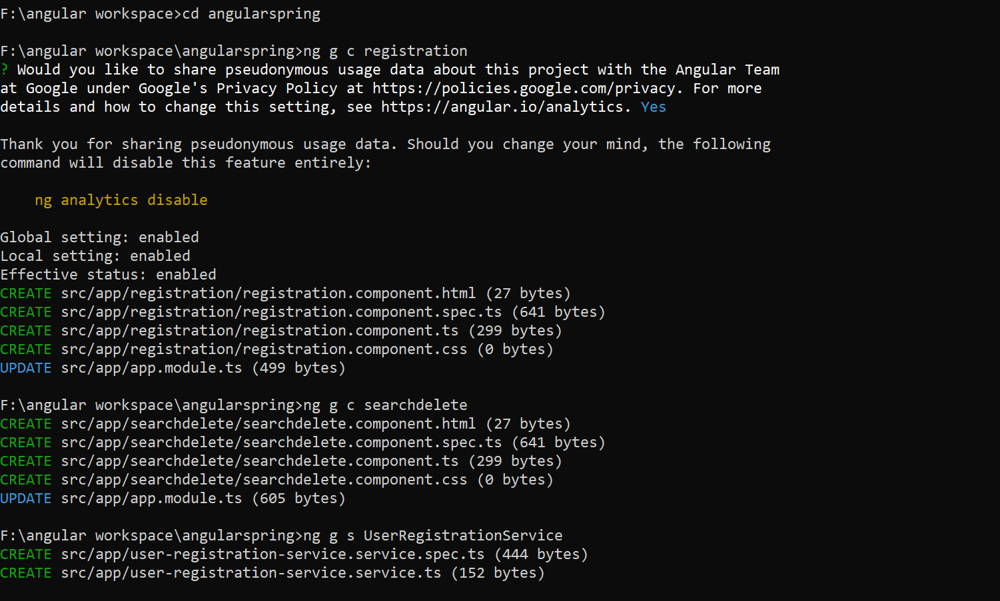 F:\angular workspace>cd angularspring
F:\angular workspace\angularspring>ng g c registration
? Would you like to share pseudonymous usage data about this project with the Angular Team
at Google under Google's Privacy Policy at https://policies.google.com/privacy. For more
details and how to change this setting, see https://angular.io/analytics. Yes
Thank you for sharing pseudonymous usage data. Should you change your mind, the following
command will disable this feature entirely:
ng analytics disable
Global setting: enabled
Local setting: enabled
Effective status: enabled
CREATE src/app/registration/registration.component.html (27 bytes)
CREATE src/app/registration/registration.component.spec.ts (641 bytes)
CREATE src/app/registration/registration.component.ts (299 bytes)
CREATE src/app/registration/registration.component.css (0 bytes)
UPDATE src/app/app.module.ts (499 bytes)
F:\angular workspace\angularspring>ng g c searchdelete
CREATE src/app/searchdelete/searchdelete.component.html (27 bytes)
CREATE src/app/searchdelete/searchdelete.component.spec.ts (641 bytes)
CREATE src/app/searchdelete/searchdelete.component.ts (299 bytes)
CREATE src/app/searchdelete/searchdelete.component.css (0 bytes)
UPDATE src/app/app.module.ts (605 bytes)
F:\angular workspace\angularspring>ng g s UserRegistrationService
CREATE src/app/user-registration-service.service.spec.ts (444 bytes)
CREATE src/app/user-registration-service.service.ts (152 bytes)